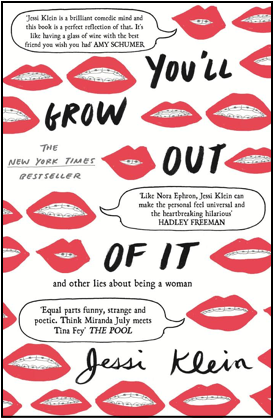 'Jessi Klein is a brilliant comedic mind and
this book is a perfect reflection of that. It's
like having a glass of wine with the best
friend you wish you had' AMY SCHUMER
YOU'LL
GROW
OUT
THE
NEW YORK TIMES
BESTSELLER
'Like Nora Ephron, Jessi Klein can
make the personal feel universal and
the heartbreaking hilarious'
HADLEY FREEMAN
OF IT
and other lies about being a woman
'Equal parts funny, strange and
poetic. Think Miranda July meets
Tina Fey' THE POOL
Jessi Klein